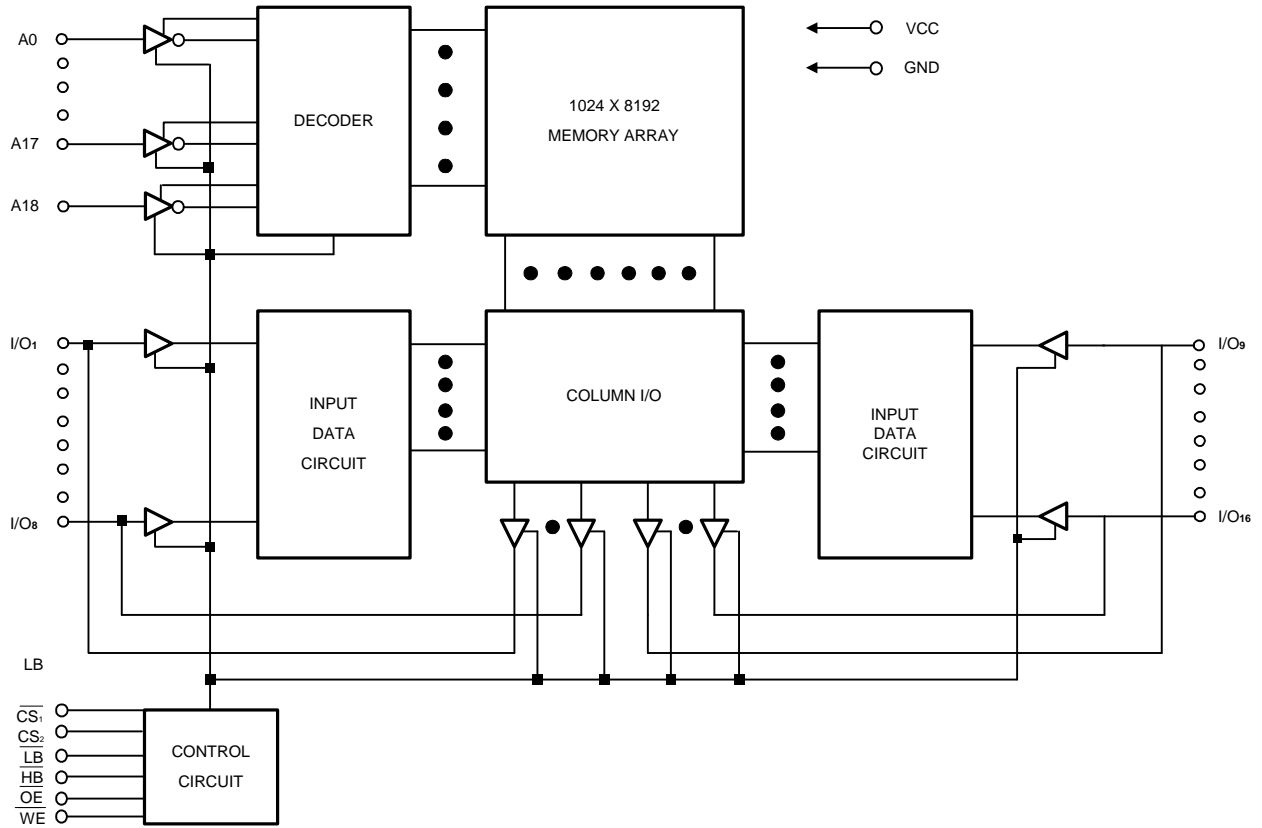 A0
VCC
GND
1024 X 8192
MEMORY ARRAY
DECODER
A17
A18
I/O1
I/O9
INPUT
DATA
CIRCUIT
COLUMN I/O
INPUT
DATA
CIRCUIT
I/O8
I/O16
LB
CS1
CS2
LB
HB
OE
WE
CONTROL
CIRCUIT